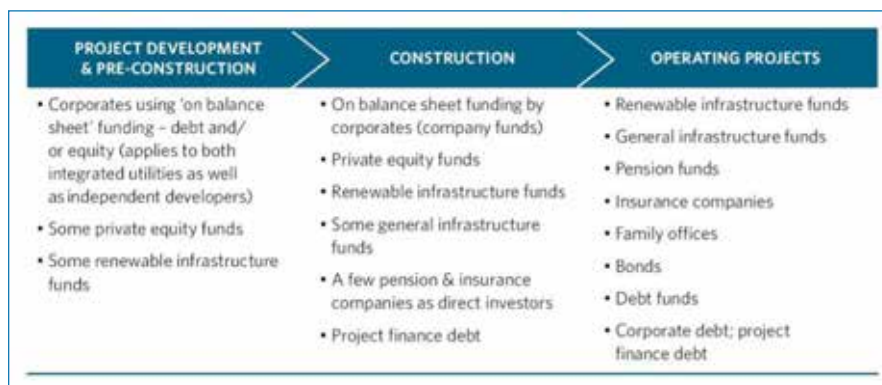 PROJECT DEVELOPMENT
& PRE-CONSTRUCTION
• Corporates using 'on balance
sheet' funding – debt and/
or equity (applies to both
integrated utilities as well
as independent developers)
• Some private equity funds
• Some renewable infrastructure
funds
CONSTRUCTION
• On balance sheet funding by
corporates (company funds)
• Private equity funds
• Renewable infrastructure funds
• Some general infrastructure
funds
• A few pension & insurance
companies as direct investors
• Project finance debt
OPERATING PROJECTS
• Renewable infrastructure funds
• General infrastructure funds
• Pension funds
• Insurance companies
• Family offices
• Bonds
• Debt funds
• Corporate debt; project
finance debt